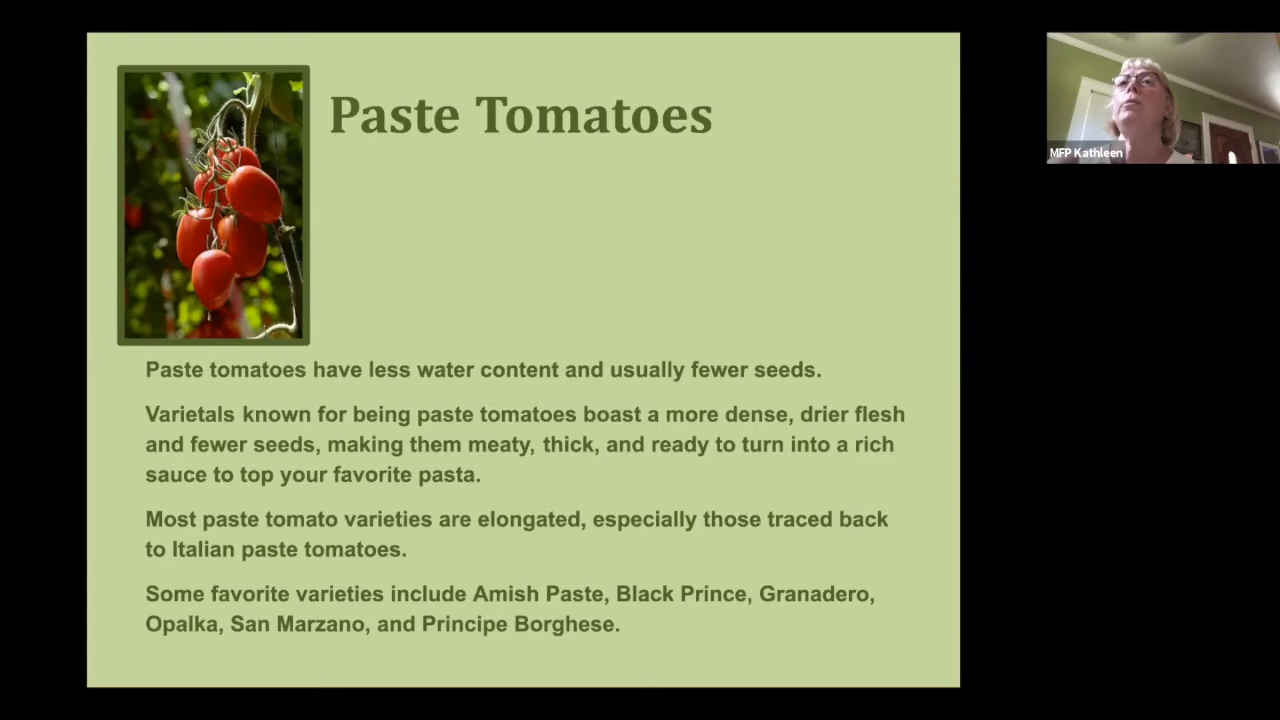 Paste Tomatoes
MFP Kathleen
Paste tomatoes have less water content and usually fewer seeds.
Varietals known for being paste tomatoes boast a more dense, drier flesh
and fewer seeds, making them meaty, thick, and ready to turn into a rich
sauce to top your favorite pasta.
Most paste tomato varieties are elongated, especially those traced back
to Italian paste tomatoes.
Some favorite varieties include Amish Paste, Black Prince, Granadero,
Opalka, San Marzano, and Principe Borghese.